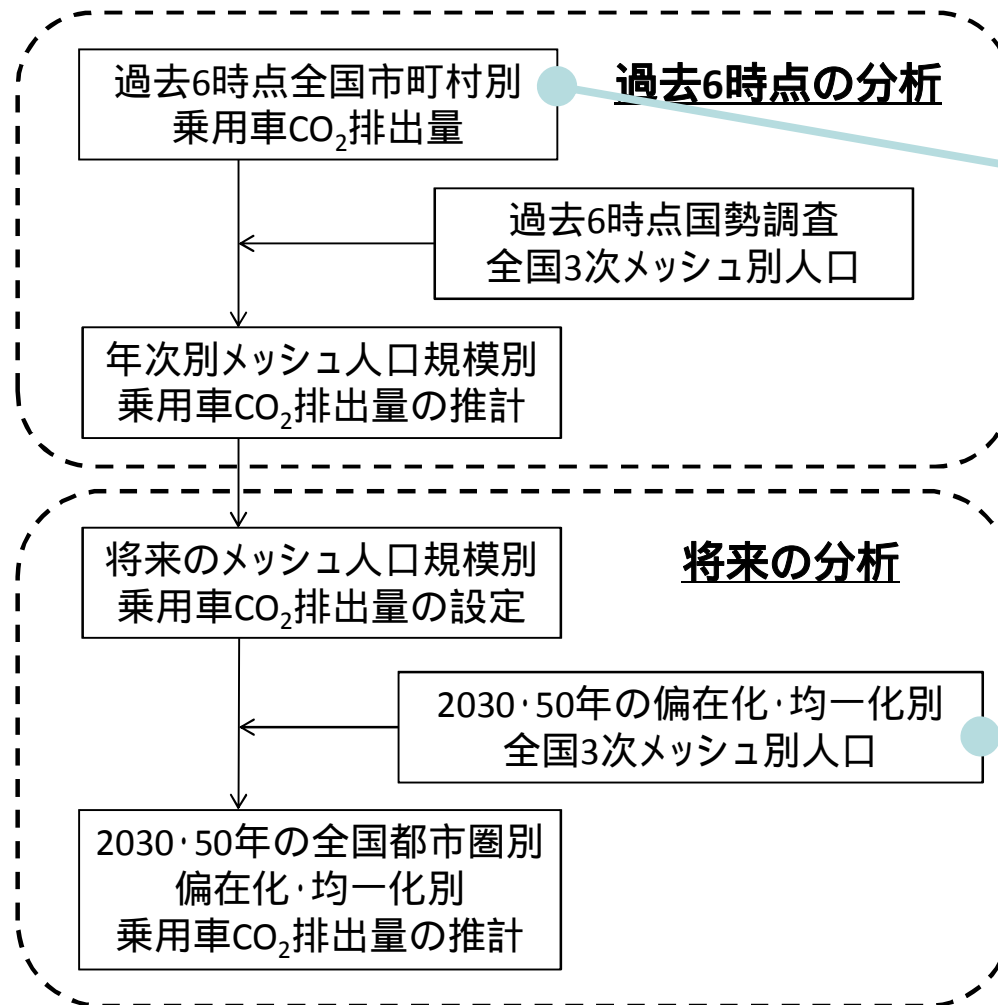 過去6時点全国市町村別
乗用車CO₂排出量
過去6時点の分析
過去6時点国勢調査
全国3次メッシュ別人口
年次別メッシュ人口規模別
乗用車CO₂排出量の推計
将来のメッシュ人口規模別
乗用車CO₂排出量の設定
将来の分析
2030･50年の偏在化･均一化別
全国3次メッシュ別人口
2030･50年の全国都市圏別
偏在化･均一化別
乗用車CO₂排出量の推計